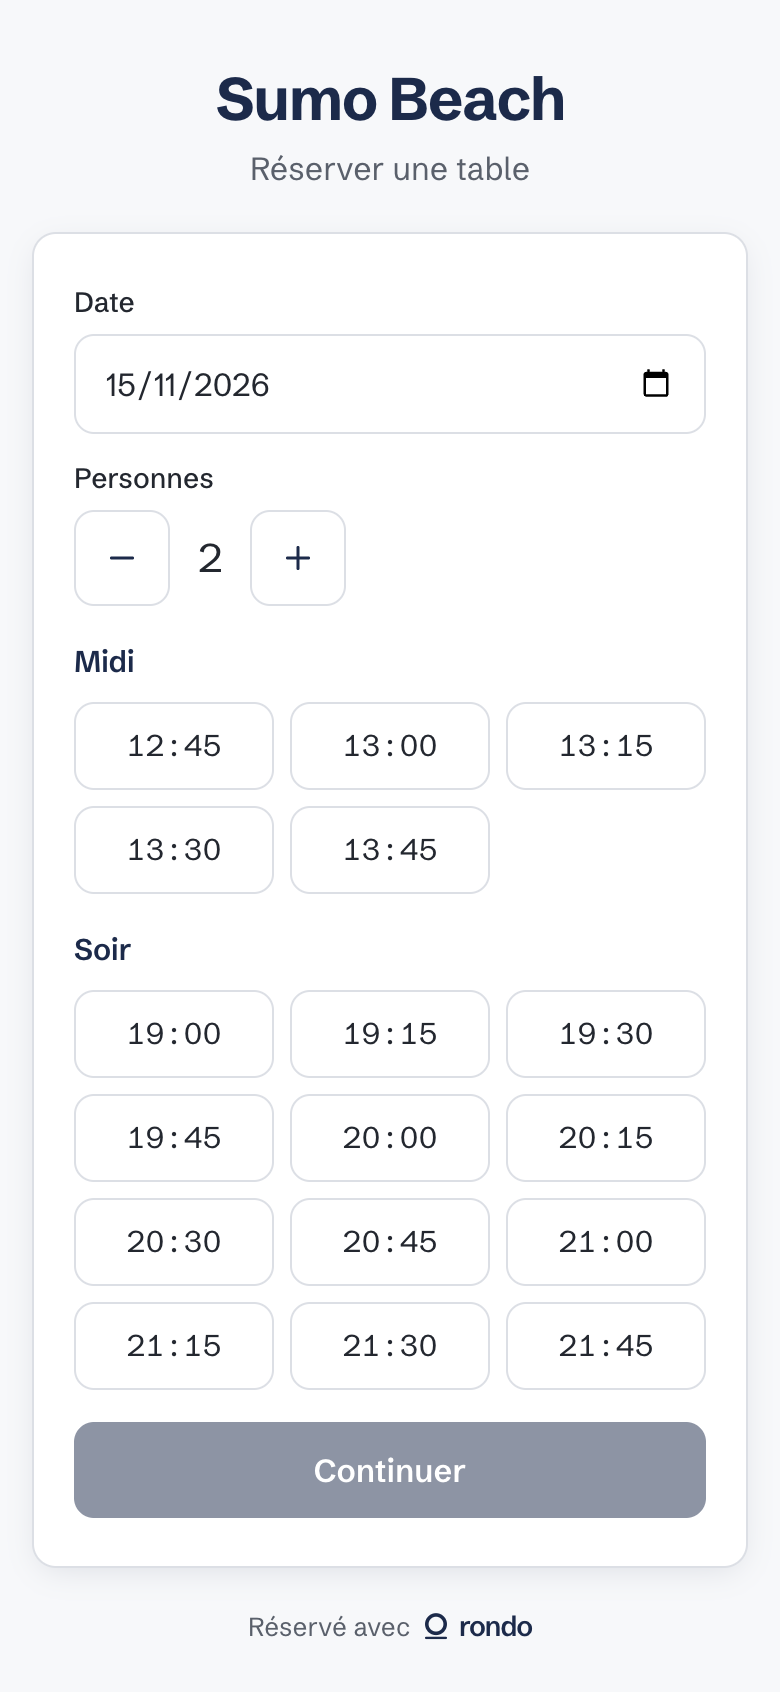 Sumo Beach
Réserver une table
Date
15/11/2026
Personnes
− 2 +
Midi
12:45 13:00 13:15
13:30 13:45
Soir
19:00 19:15 19:30
19:45 20:00 20:15
20:30 20:45 21:00
21:15 21:30 21:45
Continuer
Réservé avec rondo